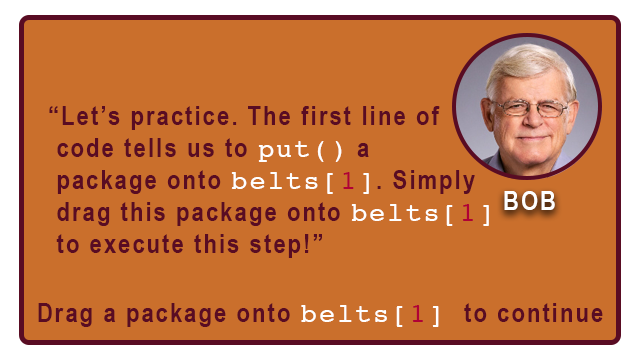 “Let’s practice. The first line of
code tells us to put() a
package onto belts[1]. Simply
drag this package onto belts[1]
to execute this step!”
BOB
Drag a package onto belts[1] to continue